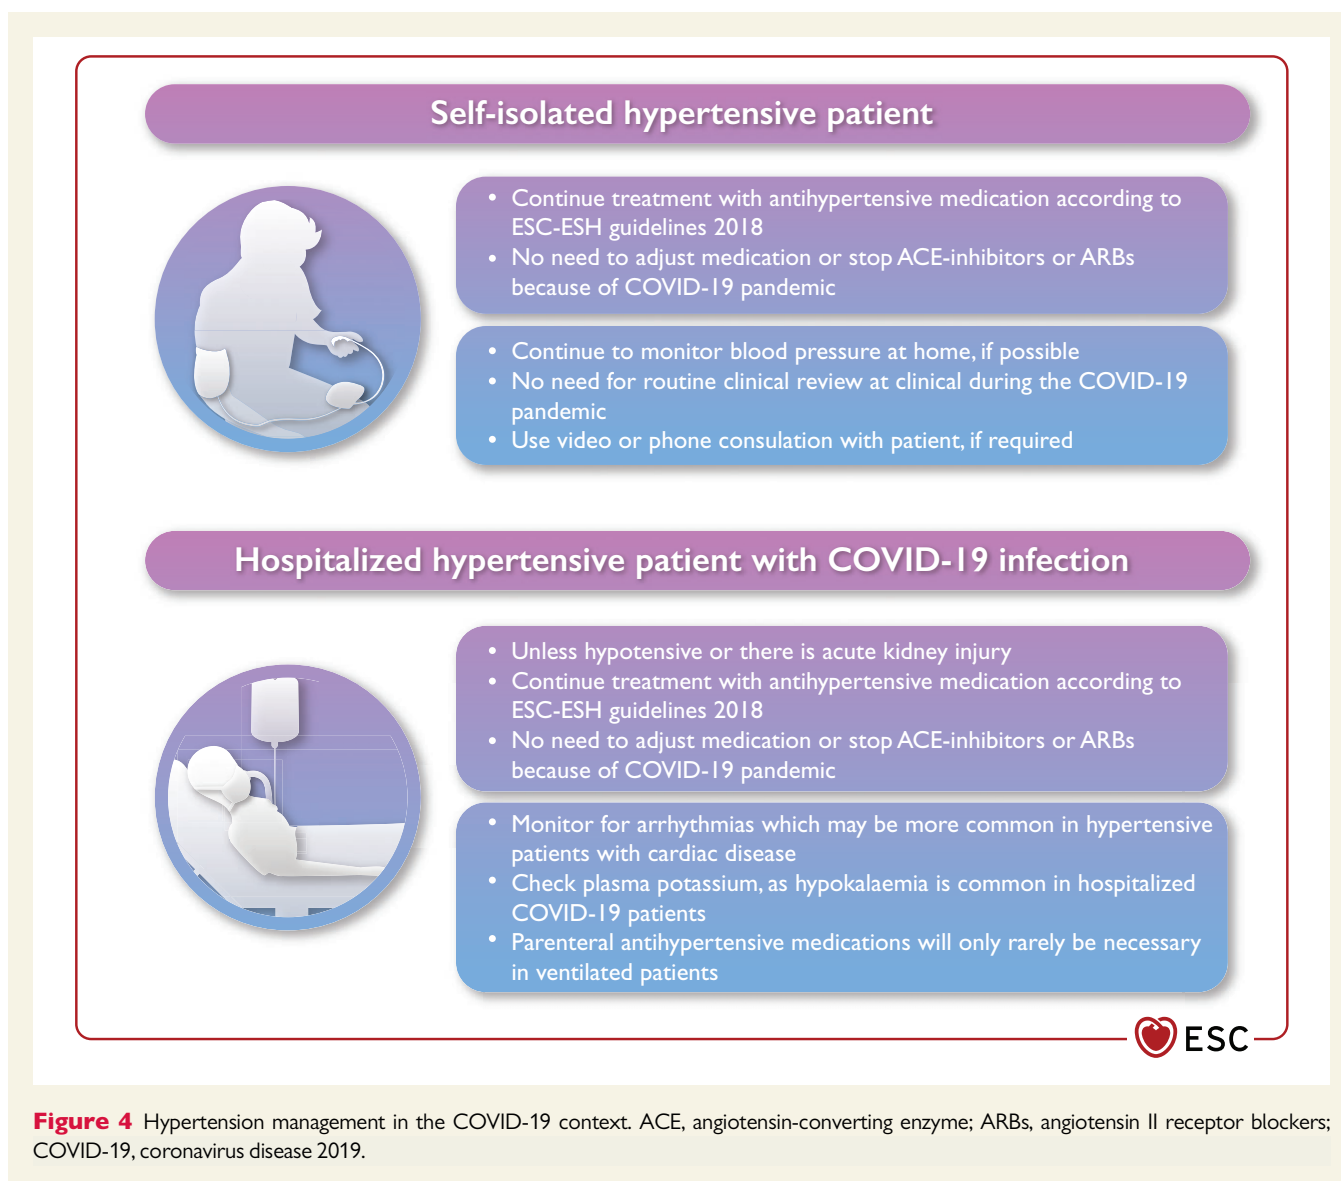 Self-isolated hypertensive patient
• Continue treatment with antihypertensive medication according to
ESC-ESH guidelines 2018
• No need to adjust medication or stop ACE-inhibitors or ARBs
because of COVID-19 pandemic
• Continue to monitor blood pressure at home, if possible
• No need for routine clinical review at clinical during the COVID-19
pandemic
• Use video or phone consulation with patient, if required
Hospitalized hypertensive patient with COVID-19 infection
• Unless hypotensive or there is acute kidney injury
• Continue treatment with antihypertensive medication according to
ESC-ESH guidelines 2018
• No need to adjust medication or stop ACE-inhibitors or ARBs
because of COVID-19 pandemic
• Monitor for arrhythmias which may be more common in hypertensive
patients with cardiac disease
• Check plasma potassium, as hypokalaemia is common in hospitalized
COVID-19 patients
• Parenteral antihypertensive medications will only rarely be necessary
in ventilated patients
ESC
Figure 4 Hypertension management in the COVID-19 context. ACE, angiotensin-converting enzyme; ARBs, angiotensin II receptor blockers;
COVID-19, coronavirus disease 2019.